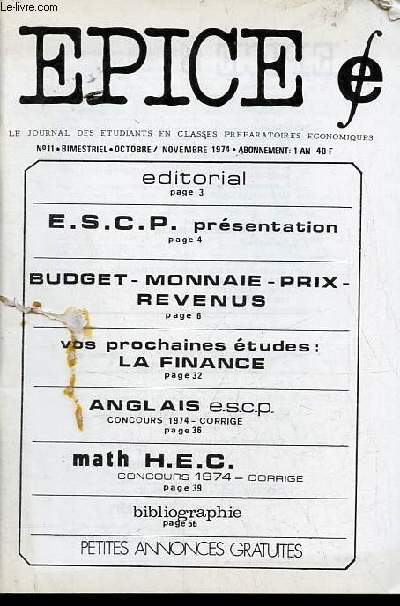 Le-livre.com
EPICE
LE JOURNAL DES ETUDIANTS EN CLASSES PREPARATOIRES ECONOMIQUES
N°11 • BIMESTRIEL • OCTOBRE / NOVEMBRE 1974 • ABONNEMENT: 1 AN 40 F
editorial
page 3
E.S.C.P. présentation
page 4
BUDGET - MONNAIE - PRIX -
REVENUS
page 6
vos prochaines études:
LA FINANCE
page 32
ANGLAIS e.s.c.p.
CONCOURS 1974 - CORRIGE
page 36
math H.E.C.
CONCOURS 1974 - CORRIGE
page 39
bibliographie
page
PETITES ANNONCES GRATUITES